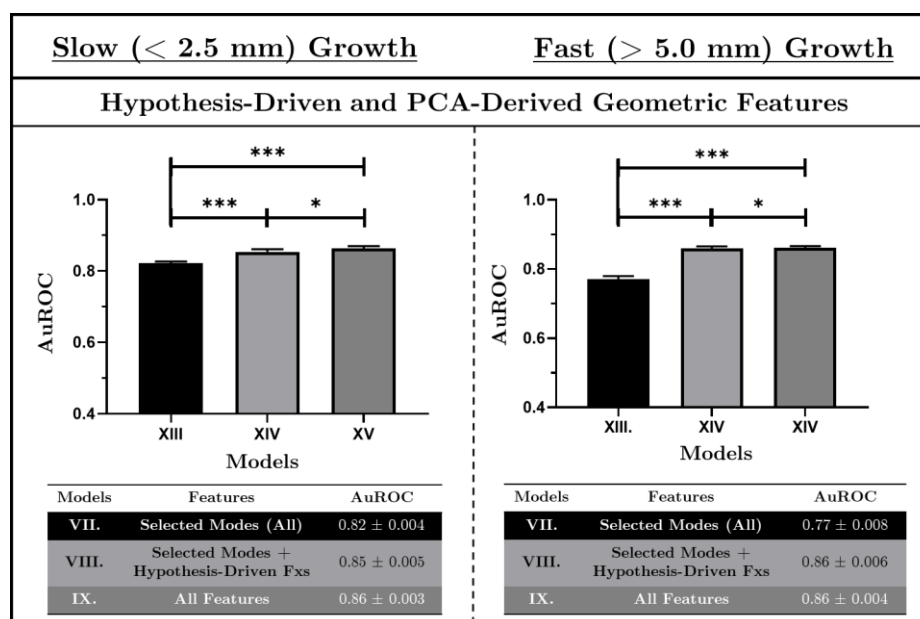 Slow (< 2.5 mm) Growth
Fast (> 5.0 mm) Growth
Hypothesis-Driven and PCA-Derived Geometric Features
***
***
*
1.0
0.8
0.6
0.4
AuROC
XIII
XIV
XV
Models
***
***
*
1.0
0.8
0.6
0.4
AuROC
XIII.
XIV
XIV
Models
Models Features AuROC
VII. Selected Modes (All) 0.82 ± 0.004
VIII. Selected Modes + Hypothesis-Driven Fxs 0.85 ± 0.005
IX. All Features 0.86 ± 0.003
Models Features AuROC
VII. Selected Modes (All) 0.77 ± 0.008
VIII. Selected Modes + Hypothesis-Driven Fxs 0.86 ± 0.006
IX. All Features 0.86 ± 0.004